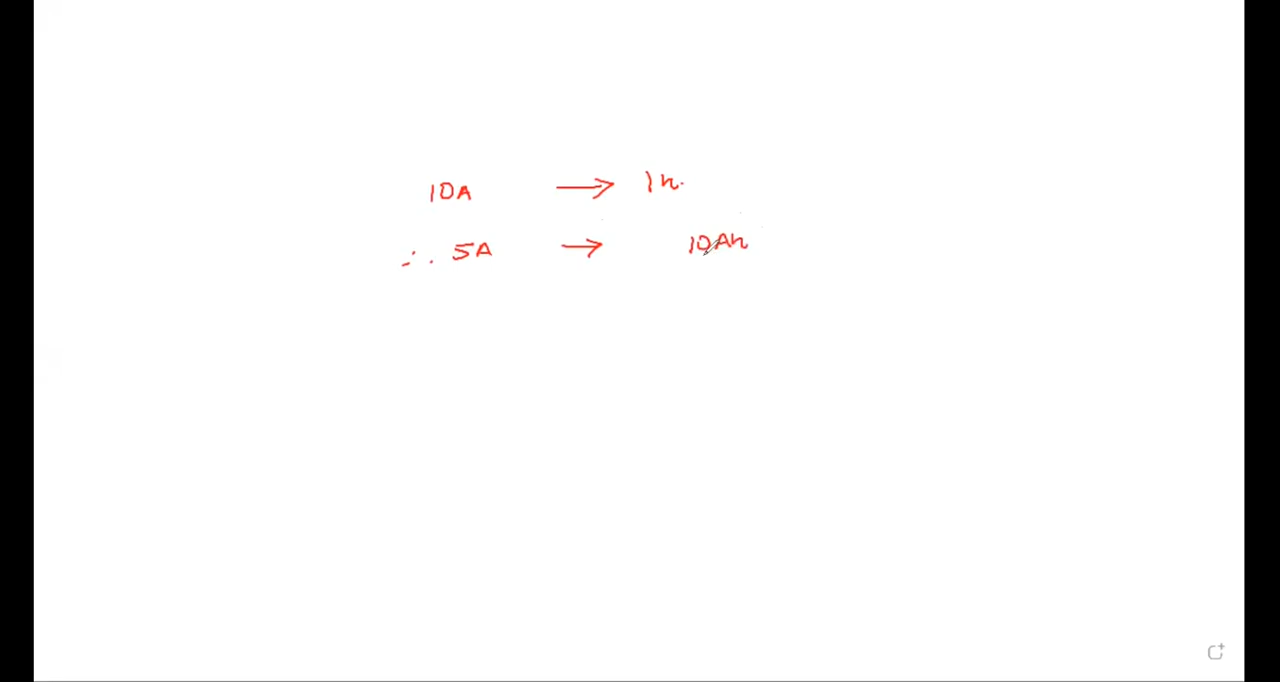 10A → 1h.
∴ 5A → 10Ah